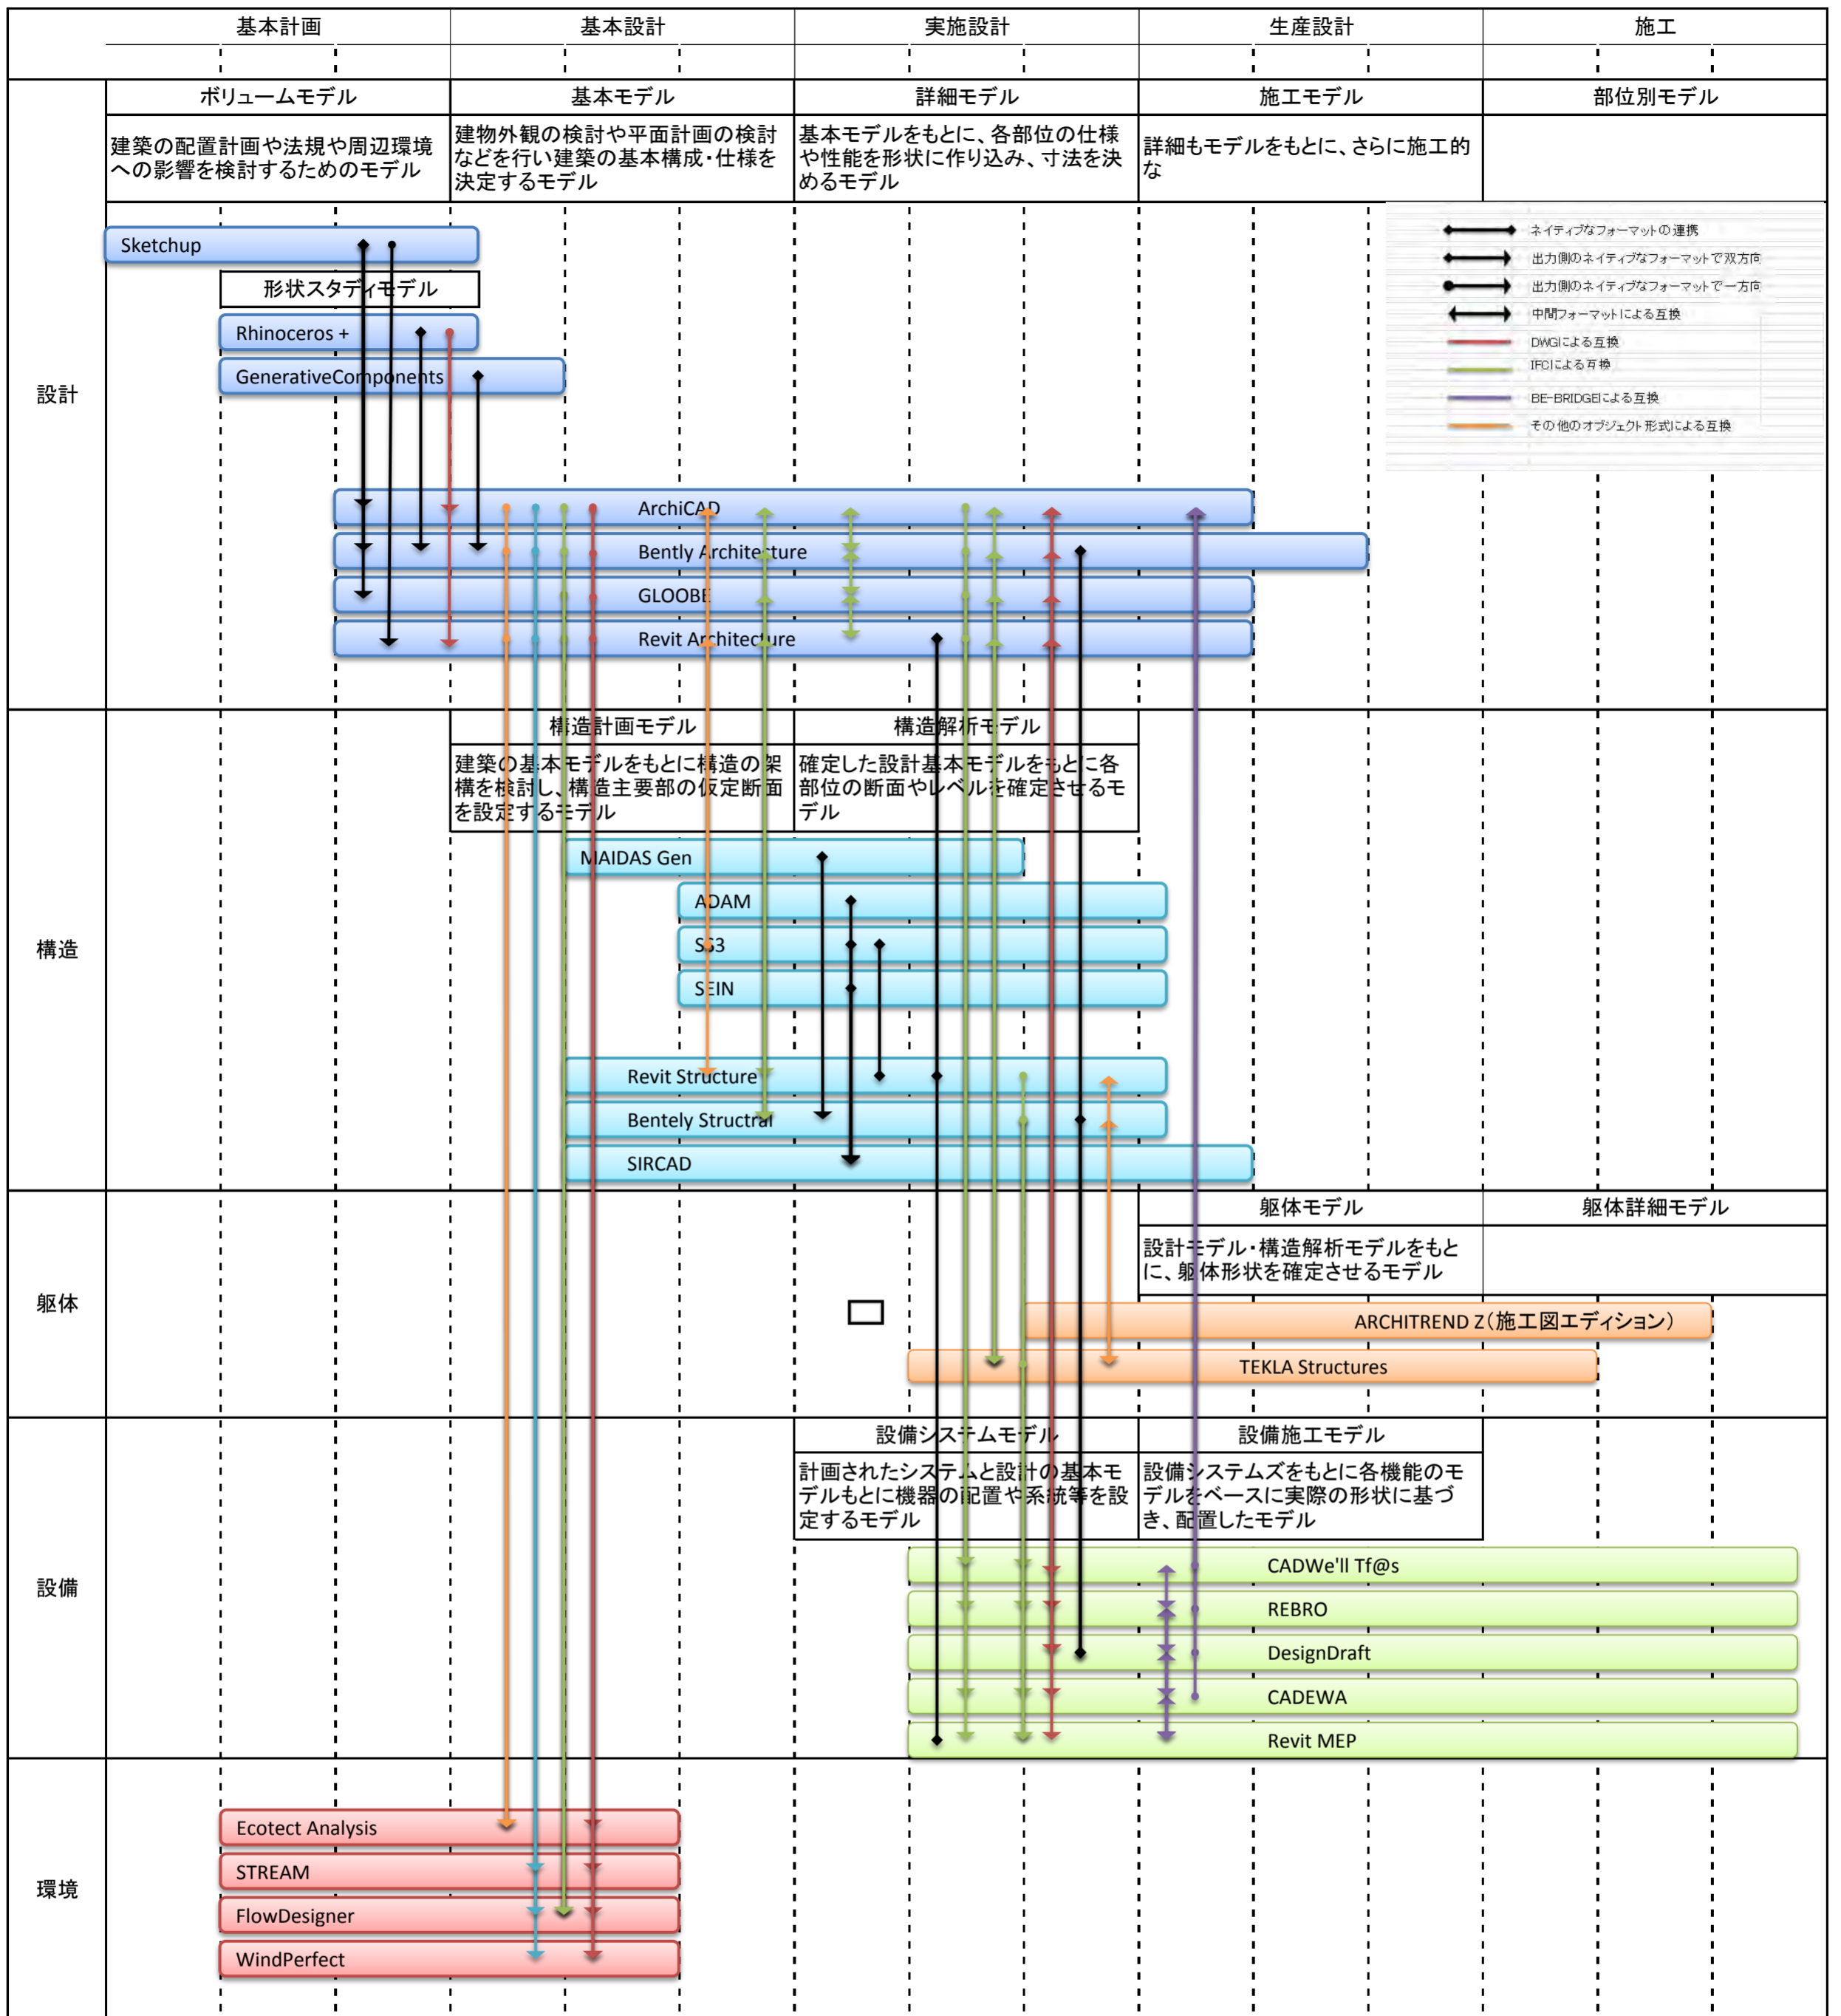 基本計画
基本設計
実施設計
生産設計
施工
設計
ボリュームモデル
基本モデル
詳細モデル
施工モデル
部位別モデル
建築の配置計画や法規や周辺環境
への影響を検討するためのモデル
建物外観の検討や平面計画の検討
などを行い建築の基本構成・仕様を
決定するモデル
基本モデルをもとに、各部位の仕様
や性能を形状に作り込み、寸法を決
めるモデル
詳細もモデルをもとに、さらに施工的
な
Sketchup
形状スタディモデル
Rhinoceros +
GenerativeComponents
ネイティブなフォーマットの連携
出力側のネイティブなフォーマットで双方向
出力側のネイティブなフォーマットで一方向
中間フォーマットによる互換
DWGによる互換
IFCによる互換
BE-BRIDGEによる互換
その他のオブジェクト形式による互換
ArchiCAD
Bently Architecture
GLOOBE
Revit Architecture
構造
構造計画モデル
構造解析モデル
建築の基本モデルをもとに構造の架
構を検討し、構造主要部の仮定断面
を設定するモデル
確定した設計基本モデルをもとに各
部位の断面やレベルを確定させるモ
デル
MAIDAS Gen
ADAM
SS3
SEIN
Revit Structure
Bentely Structral
SIRCAD
躯体
躯体モデル
躯体詳細モデル
設計モデル・構造解析モデルをもと
に、躯体形状を確定させるモデル
ARCHITREND Z（施工図エディション）
TEKLA Structures
設備
設備システムモデル
設備施工モデル
計画されたシステムと設計の基本モ
デルもとに機器の配置や系統等を設
定するモデル
設備システムズをもとに各機能のモ
デルをベースに実際の形状に基づ
き、配置したモデル
CADWe'll Tf@s
REBRO
DesignDraft
CADEWA
Revit MEP
環境
Ecotect Analysis
STREAM
FlowDesigner
WindPerfect